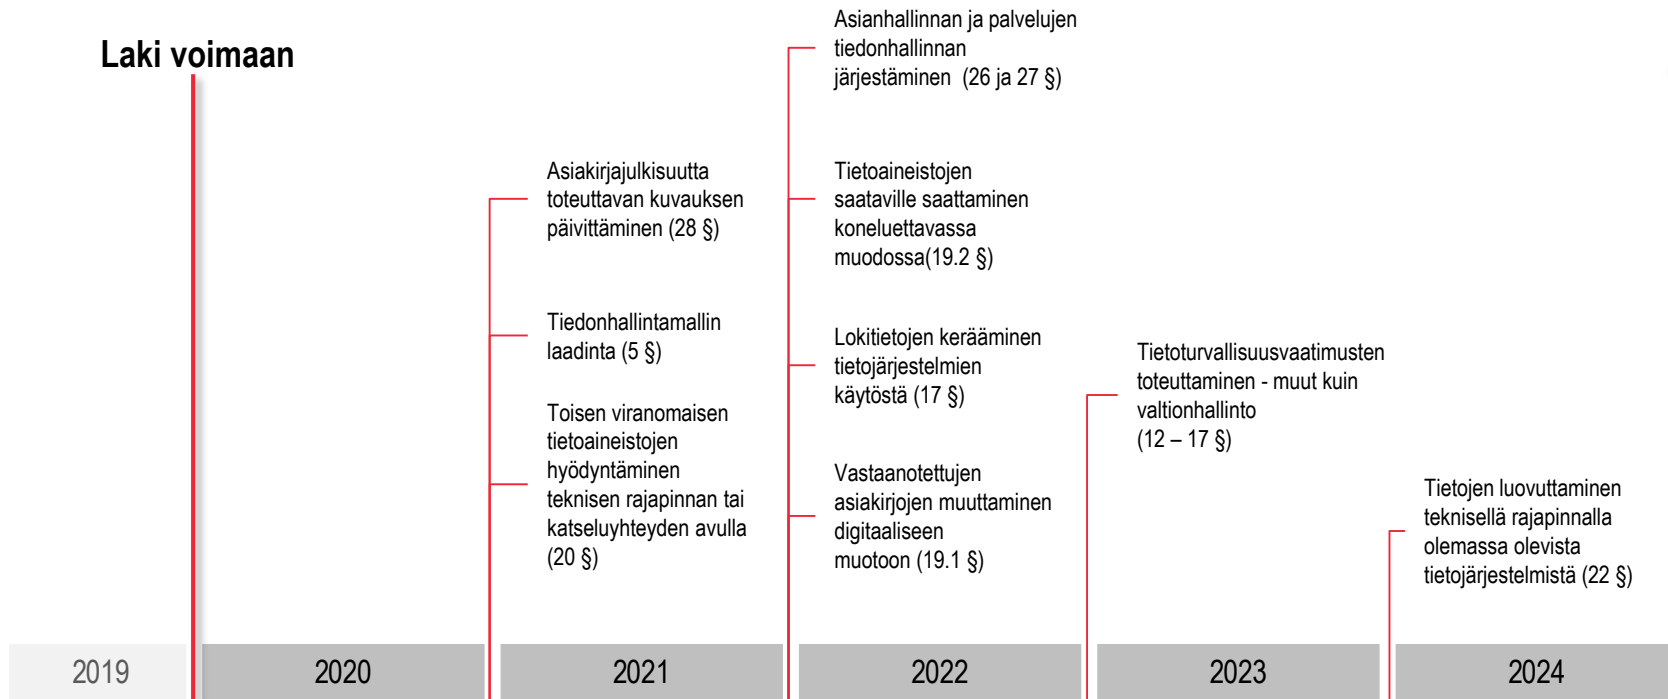 Laki voimaan
Asiakirjajulkisuutta
toteuttavan kuvauksen
päivittäminen (28 §)
Tiedonhallintamallin
laadinta (5 §)
Toisen viranomaisen
tietoaineistojen
hyödyntäminen
teknisen rajapinnan tai
katseluyhteyden avulla
(20 §)
Asianhallinnan ja palvelujen
tiedonhallinnan
järjestäminen (26 ja 27 §)
Tietoaineistojen
saataville saattaminen
koneluettavassa
muodossa(19.2 §)
Lokitietojen kerääminen
tietojärjestelmien
käytöstä (17 §)
Vastaanotettujen
asiakirjojen muuttaminen
digitaaliseen
muotoon (19.1 §)
Tietoturvallisuusvaatimusten
toteuttaminen - muut kuin
valtionhallinto
(12 – 17 §)
Tietojen luovuttaminen
teknisellä rajapinnalla
olemassa olevista
tietojärjestelmistä (22 §)
2019 2020 2021 2022 2023 2024